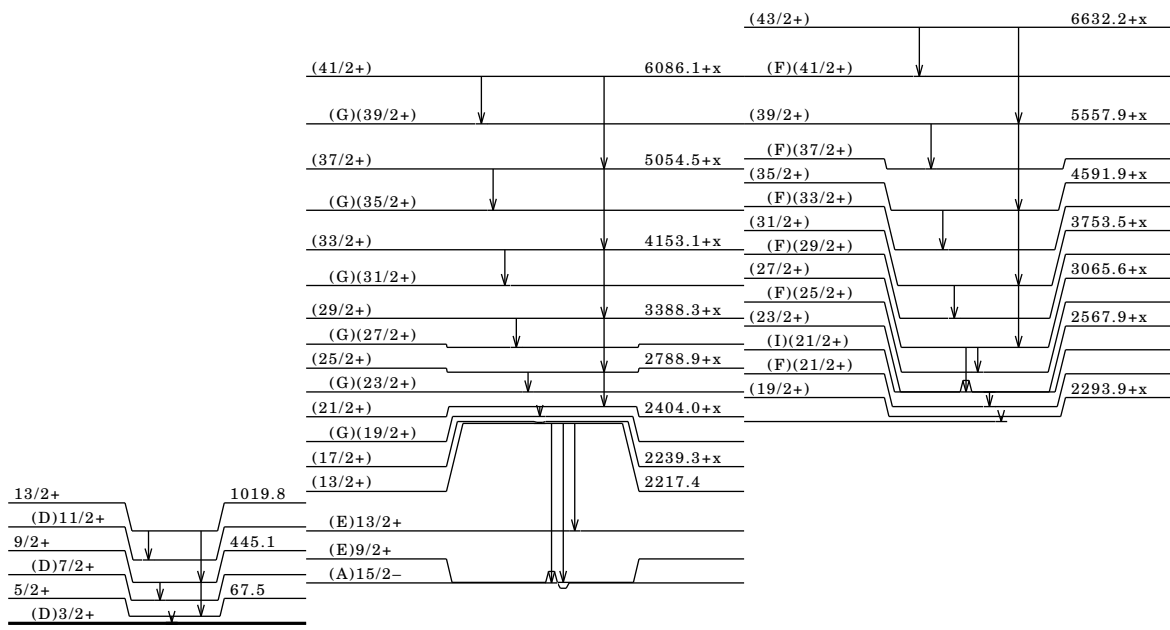 (43/2+) 6632.2+x
(41/2+) 6086.1+x (F)(41/2+)
(G)(39/2+) (39/2+) 5557.9+x
(F)(37/2+)
(37/2+) 5054.5+x
(35/2+) 4591.9+x
(G)(35/2+) (F)(33/2+)
(31/2+) 3753.5+x
(33/2+) 4153.1+x (F)(29/2+)
(G)(31/2+) (27/2+) 3065.6+x
(F)(25/2+)
(29/2+) 3388.3+x (23/2+) 2567.9+x
(G)(27/2+) (I)(21/2+)
(25/2+) 2788.9+x (F)(21/2+)
(G)(23/2+) (19/2+) 2293.9+x
(21/2+) 2404.0+x
(G)(19/2+)
(17/2+) 2239.3+x
(13/2+) 2217.4
13/2+ 1019.8
(D)11/2+ (E)13/2+
9/2+ 445.1
(E)9/2+
(D)7/2+ (A)15/2−
5/2+ 67.5
(D)3/2+